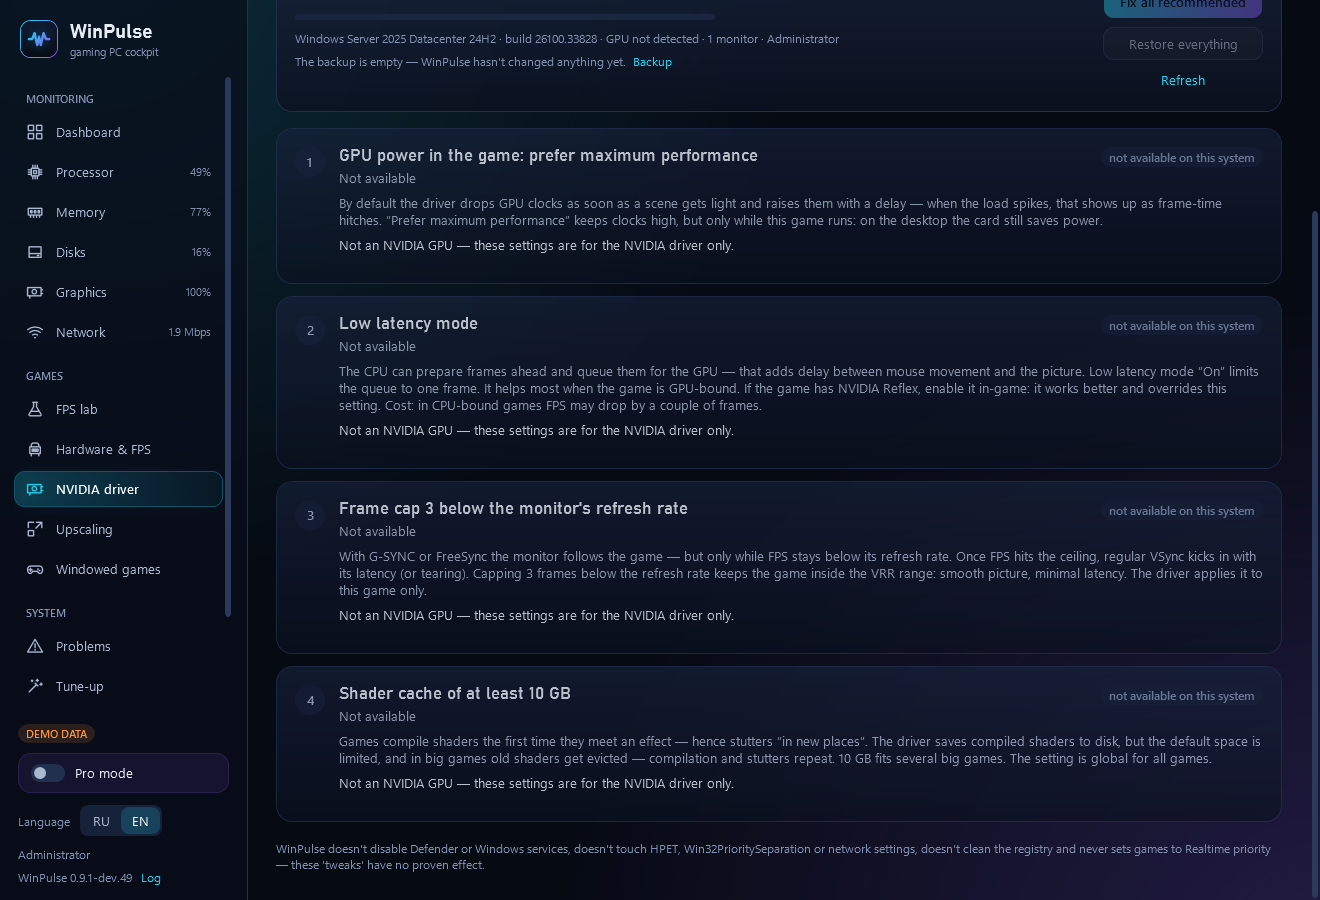 WinPulse
gaming PC cockpit
MONITORING
Dashboard
Processor 49%
Memory 77%
Disks 16%
Graphics 100%
Network 1.9 Mbps
GAMES
FPS lab
Hardware & FPS
NVIDIA driver
Upscaling
Windowed games
SYSTEM
Problems
Tune-up
DEMO DATA
Pro mode
Language RU EN
Administrator
WinPulse 0.9.1-dev.49 Log
Fix all recommended
Windows Server 2025 Datacenter 24H2 · build 26100.33828 · GPU not detected · 1 monitor · Administrator
Restore everything
The backup is empty — WinPulse hasn't changed anything yet. Backup
Refresh
1 GPU power in the game: prefer maximum performance
not available on this system
Not available
By default the driver drops GPU clocks as soon as a scene gets light and raises them with a delay — when the load spikes, that shows up as frame-time
hitches. “Prefer maximum performance” keeps clocks high, but only while this game runs: on the desktop the card still saves power.
Not an NVIDIA GPU — these settings are for the NVIDIA driver only.
2 Low latency mode
not available on this system
Not available
The CPU can prepare frames ahead and queue them for the GPU — that adds delay between mouse movement and the picture. Low latency mode “On” limits
the queue to one frame. It helps most when the game is GPU-bound. If the game has NVIDIA Reflex, enable it in-game: it works better and overrides this
setting. Cost: in CPU-bound games FPS may drop by a couple of frames.
Not an NVIDIA GPU — these settings are for the NVIDIA driver only.
3 Frame cap 3 below the monitor's refresh rate
not available on this system
Not available
With G-SYNC or FreeSync the monitor follows the game — but only while FPS stays below its refresh rate. Once FPS hits the ceiling, regular VSync kicks in with
its latency (or tearing). Capping 3 frames below the refresh rate keeps the game inside the VRR range: smooth picture, minimal latency. The driver applies it to
this game only.
Not an NVIDIA GPU — these settings are for the NVIDIA driver only.
4 Shader cache of at least 10 GB
not available on this system
Not available
Games compile shaders the first time they meet an effect — hence stutters “in new places”. The driver saves compiled shaders to disk, but the default space is
limited, and in big games old shaders get evicted — compilation and stutters repeat. 10 GB fits several big games. The setting is global for all games.
Not an NVIDIA GPU — these settings are for the NVIDIA driver only.
WinPulse doesn't disable Defender or Windows services, doesn't touch HPET, Win32PrioritySeparation or network settings, doesn't clean the registry and never sets games to Realtime priority
— these 'tweaks' have no proven effect.